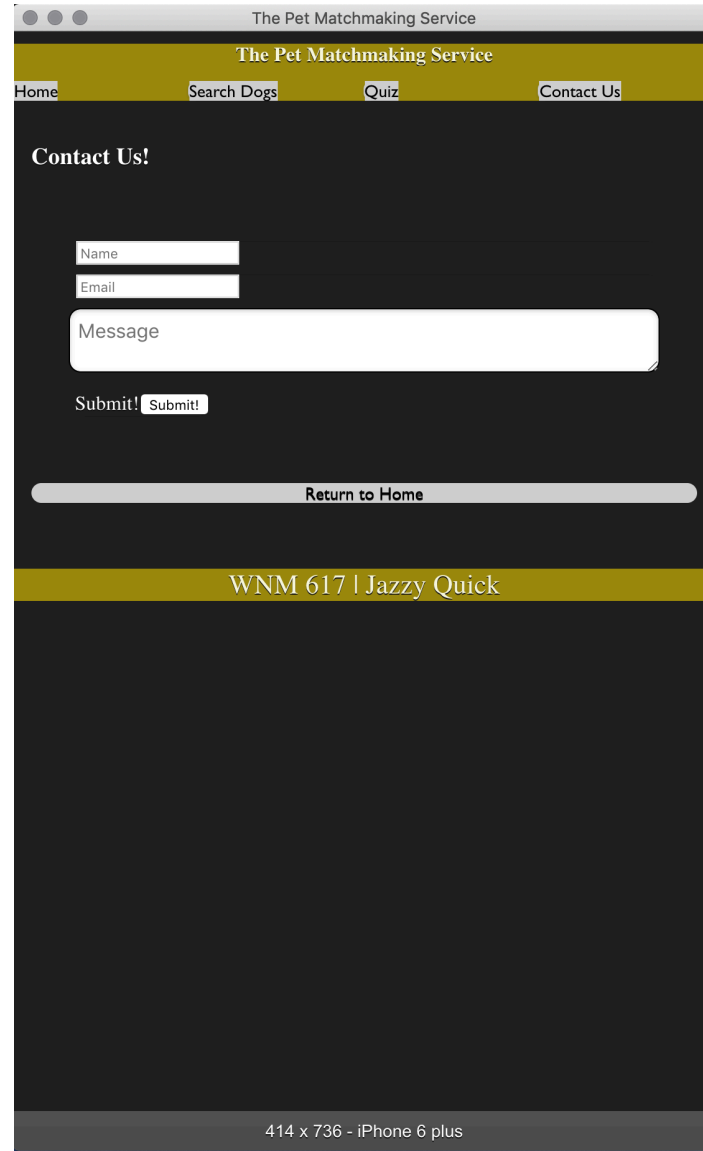 The Pet Matchmaking Service
The Pet Matchmaking Service
Home Search Dogs Quiz Contact Us
Contact Us!
Name
Email
Message
Submit! Submit!
Return to Home
WNM 617 | Jazzy Quick
414 x 736 - iPhone 6 plus